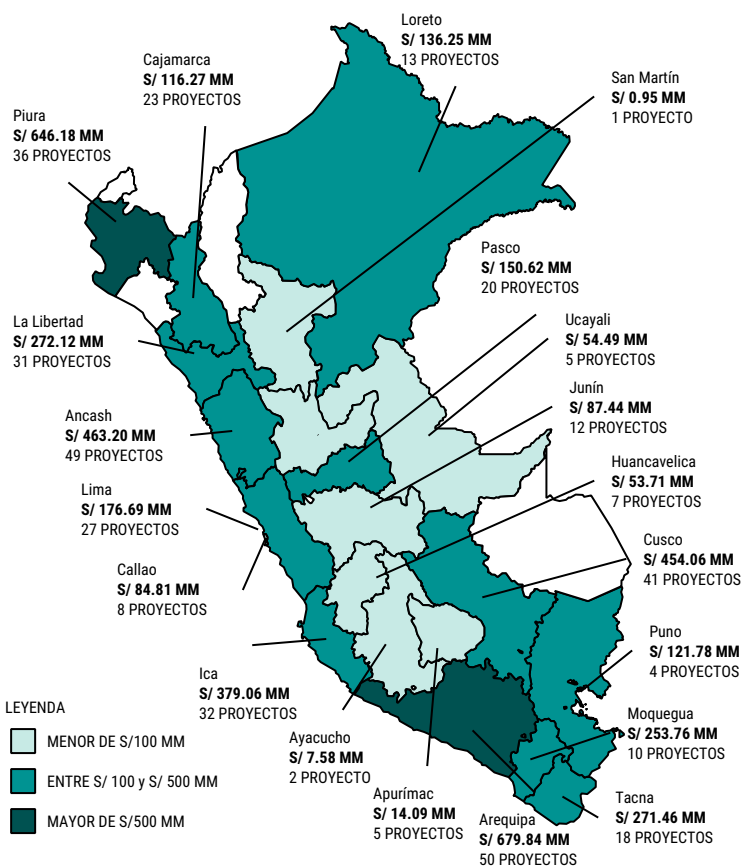 Loreto
S/ 136.25 MM
13 PROYECTOS
Cajamarca
S/ 116.27 MM
23 PROYECTOS
San Martín
S/ 0.95 MM
1 PROYECTO
Piura
S/ 646.18 MM
36 PROYECTOS
Pasco
S/ 150.62 MM
20 PROYECTOS
La Libertad
S/ 272.12 MM
31 PROYECTOS
Ucayali
S/ 54.49 MM
5 PROYECTOS
Junín
S/ 87.44 MM
12 PROYECTOS
Ancash
S/ 463.20 MM
49 PROYECTOS
Huancavelica
S/ 53.71 MM
7 PROYECTOS
Lima
S/ 176.69 MM
27 PROYECTOS
Cusco
S/ 454.06 MM
41 PROYECTOS
Callao
S/ 84.81 MM
8 PROYECTOS
Puno
S/ 121.78 MM
4 PROYECTOS
Ica
S/ 379.06 MM
32 PROYECTOS
Moquegua
S/ 253.76 MM
10 PROYECTOS
Ayacucho
S/ 7.58 MM
2 PROYECTO
Apurímac
S/ 14.09 MM
5 PROYECTOS
Arequipa
S/ 679.84 MM
50 PROYECTOS
Tacna
S/ 271.46 MM
18 PROYECTOS
LEYENDA
MENOR DE S/100 MM
ENTRE S/ 100 y S/ 500 MM
MAYOR DE S/500 MM